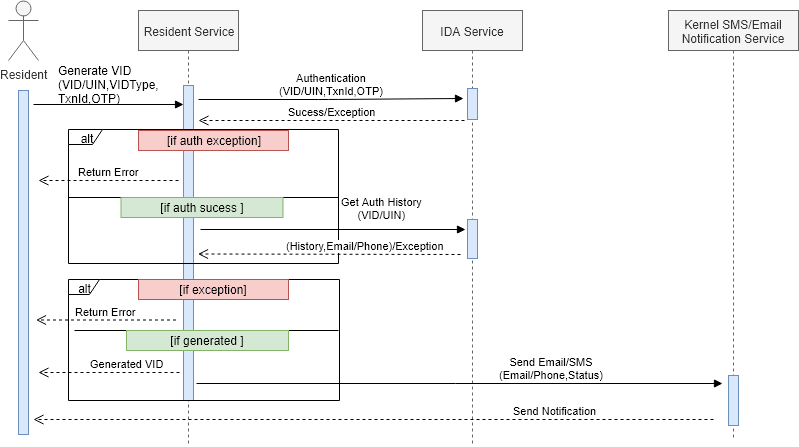 Resident Service
IDA Service
Kernel SMS/Email
Notification Service
Resident
Generate VID
(VID/UIN,VIDType,
TxnId,OTP)
Authentication
(VID/UIN,TxnId,OTP)
Sucess/Exception
alt
[if auth exception]
Return Error
[if auth sucess ]
Get Auth History
(VID/UIN)
(History,Email/Phone)/Exception
alt
[if exception]
Return Error
[if generated ]
Generated VID
Send Email/SMS
(Email/Phone,Status)
Send Notification